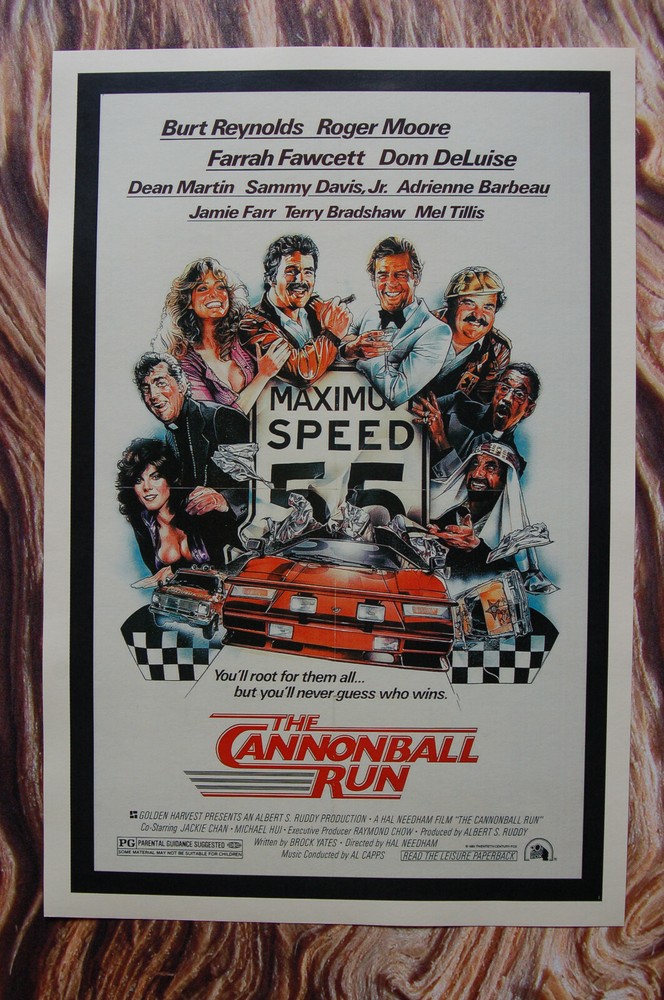 Burt Reynolds Roger Moore
Farrah Fawcett Dom DeLuise
Dean Martin Sammy Davis, Jr. Adrienne Barbeau
Jamie Farr Terry Bradshaw Mel Tillis
MAXIMU
SPEED
55
You'll root for them all...
but you'll never guess who wins.
THE
CANNONBALL
RUN
GOLDEN HARVEST PRESENTS AN ALBERT S. RUDDY PRODUCTION • A HAL NEEDHAM FILM "THE CANNONBALL RUN"
Co-Starring JACKIE CHAN • MICHAEL HUI • Executive Producer RAYMOND CHOW • Produced by ALBERT S. RUDDY
PG PARENTAL GUIDANCE SUGGESTED
SOME MATERIAL MAY NOT BE SUITABLE FOR CHILDREN
Written by BROCK YATES • Directed by HAL NEEDHAM
Music Conducted by AL CAPPS
READ THE LEISURE PAPERBACK